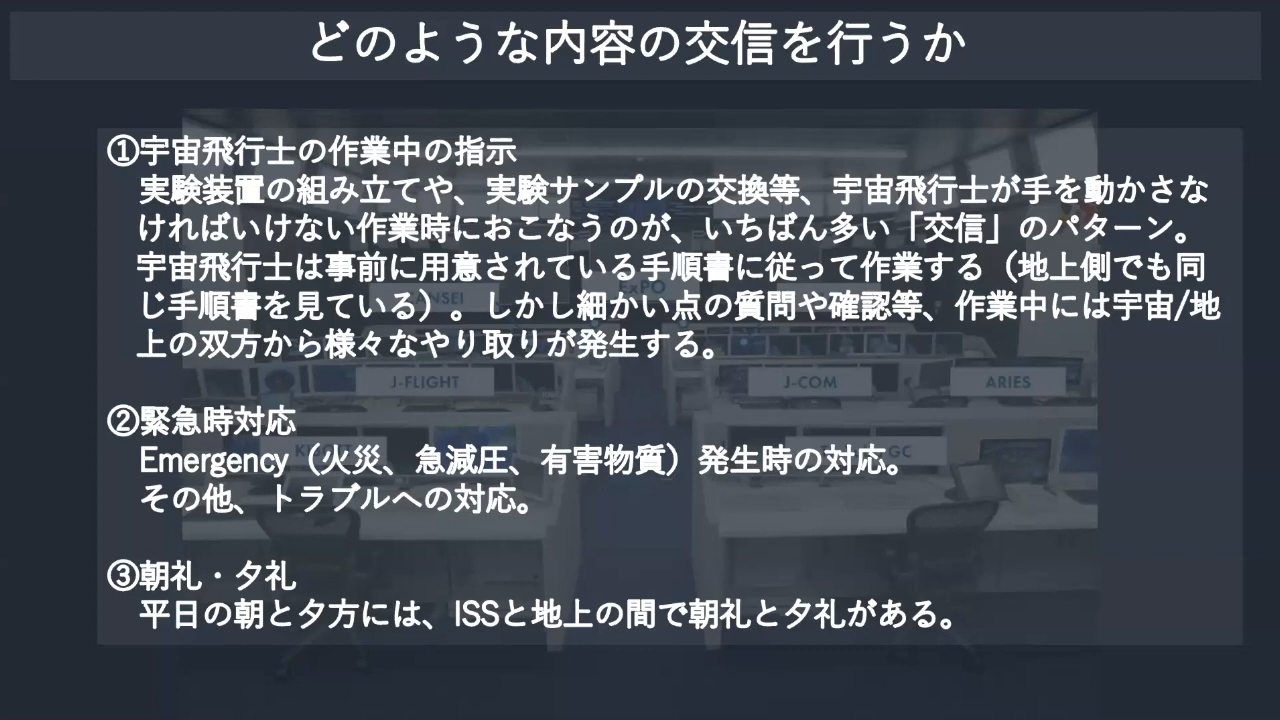 どのような内容の交信を行うか
①宇宙飛行士の作業中の指示
実験装置の組み立てや、実験サンプルの交換等、宇宙飛行士が手を動かさな
ければいけない作業時におこなうのが、いちばん多い「交信」のパターン。
宇宙飛行士は事前に用意されている手順書に従って作業する（地上側でも同
じ手順書を見ている）。しかし細かい点の質問や確認等、作業中には宇宙/地
上の双方から様々なやり取りが発生する。
②緊急時対応
Emergency（火災、急減圧、有害物質）発生時の対応。
その他、トラブルへの対応。
③朝礼・夕礼
平日の朝と夕方には、ISSと地上の間で朝礼と夕礼がある。
J-FLIGHT
J-COM
ARIES